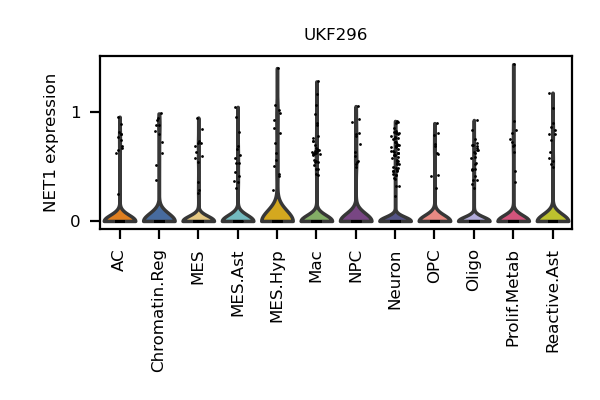 UKF296
NET1 expression
1
0
AC
Chromatin.Reg
MES
MES.Ast
MES.Hyp
Mac
NPC
Neuron
OPC
Oligo
Prolif.Metab
Reactive.Ast